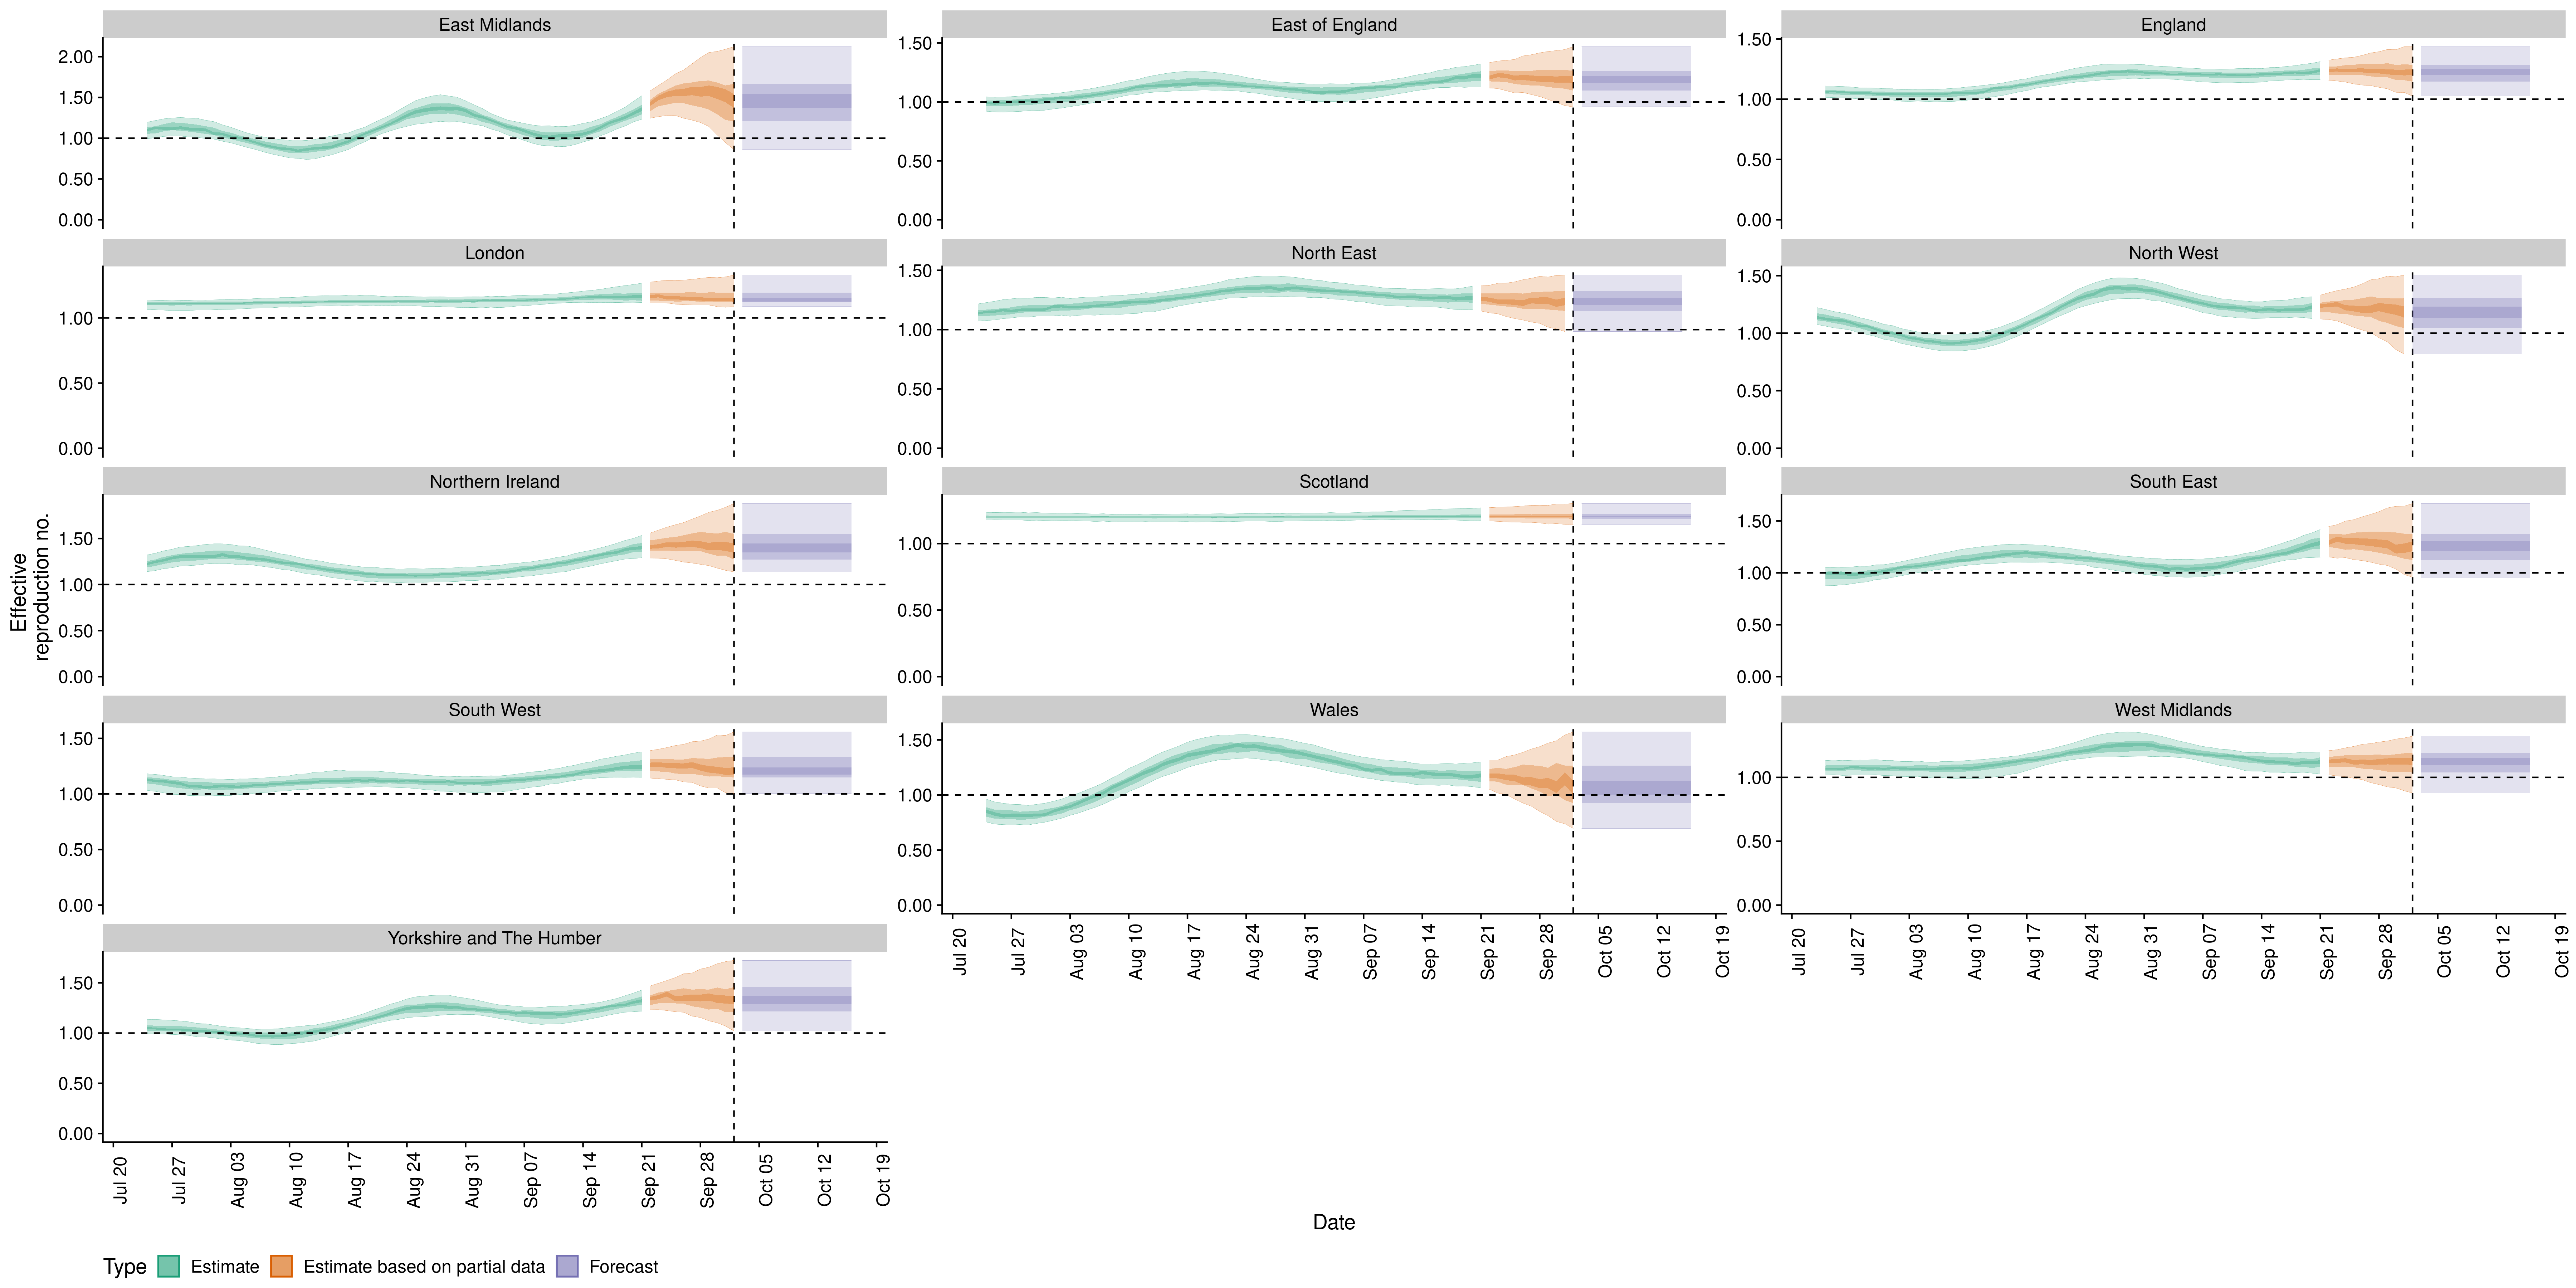 East Midlands
2.00
1.50
1.00
0.50
0.00
East of England
1.50
1.00
0.50
0.00
England
1.50
1.00
0.50
0.00
London
1.00
0.50
0.00
North East
1.50
1.00
0.50
0.00
North West
1.50
1.00
0.50
0.00
Northern Ireland
1.50
1.00
0.50
0.00
Scotland
1.00
0.50
0.00
South East
1.50
1.00
0.50
0.00
Effective
reproduction no.
South West
1.50
1.00
0.50
0.00
Wales
1.50
1.00
0.50
0.00
Jul 20 Jul 27 Aug 03 Aug 10 Aug 17 Aug 24 Aug 31 Sep 07 Sep 14 Sep 21 Sep 28 Oct 05 Oct 12 Oct 19
West Midlands
1.00
0.50
0.00
Jul 20 Jul 27 Aug 03 Aug 10 Aug 17 Aug 24 Aug 31 Sep 07 Sep 14 Sep 21 Sep 28 Oct 05 Oct 12 Oct 19
Yorkshire and The Humber
1.50
1.00
0.50
0.00
Jul 20 Jul 27 Aug 03 Aug 10 Aug 17 Aug 24 Aug 31 Sep 07 Sep 14 Sep 21 Sep 28 Oct 05 Oct 12 Oct 19
Date
Type Estimate Estimate based on partial data Forecast